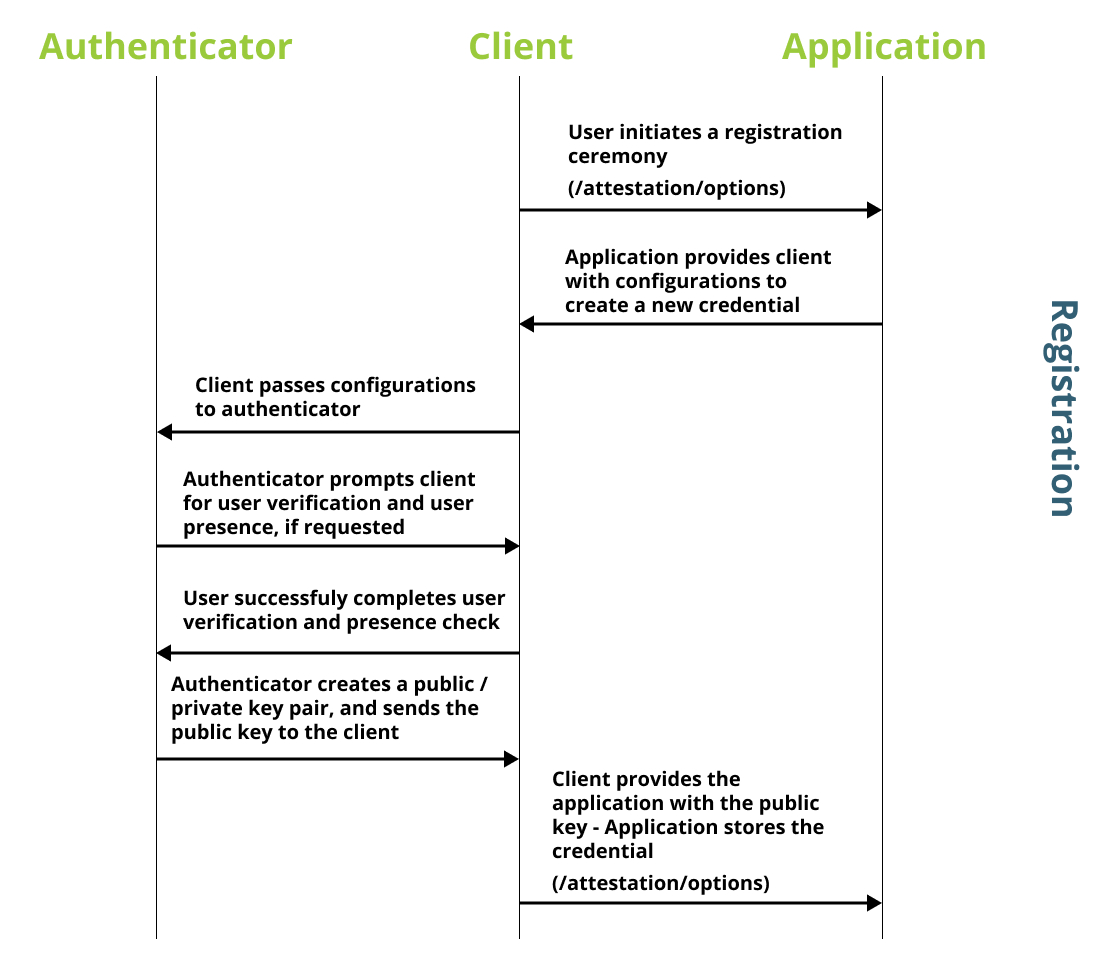 Authenticator
Client
Application
User initiates a registration
ceremony
(/attestation/options)
Application provides client
with configurations to
create a new credential
Registration
Client passes configurations
to authenticator
Authenticator prompts client
for user verification and user
presence, if requested
User successfuly completes user
verification and presence check
Authenticator creates a public /
private key pair, and sends the
public key to the client
Client provides the
application with the public
key - Application stores the
credential
(/attestation/options)